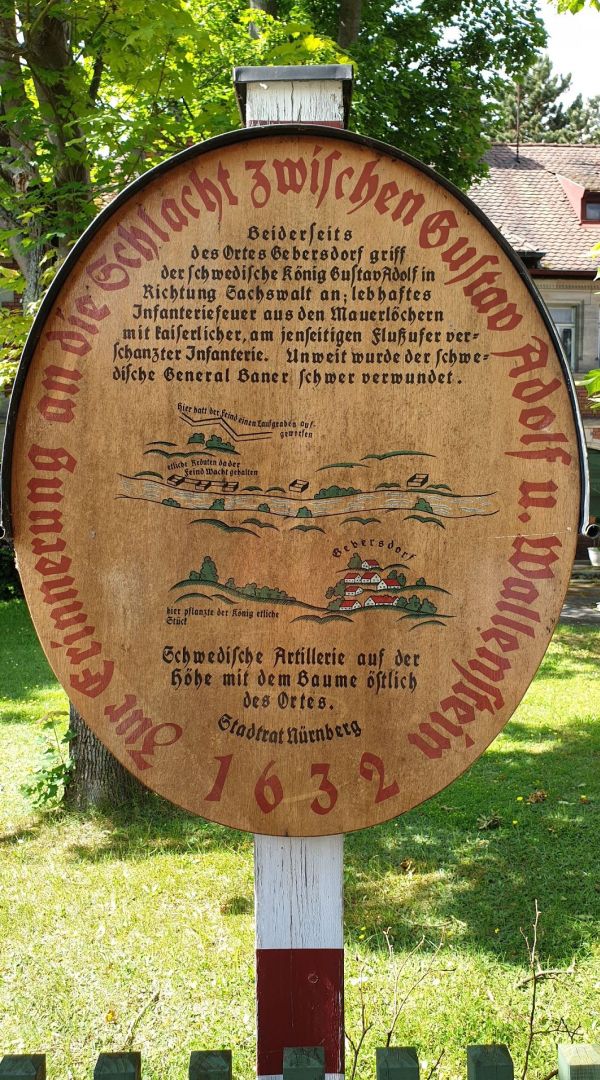 Zur Erinnerung an die Schlacht zwischen Gustav Adolf u. Wallenstein
1632
Beiderseits
des Ortes Gebersdorf griff
der schwedische König Gustav Adolf in
Richtung Sachswalt an; lebhaftes
Infanteriefeuer aus den Mauerlöchern
mit kaiserlicher, am jenseitigen Flußufer ver-
schanzter Infanterie. Unweit wurde der schwe-
dische General Baner schwer verwundet.
Hier hatt der Feind einen Laufgraben auf-
geworfen
etliche Reduten da der
Feind Wacht gehalten
Gebersdorf
hier pflanzte der König etliche
Stück
Schwedische Artillerie auf der
Höhe mit dem Baume östlich
des Ortes.
Stadtrat Nürnberg